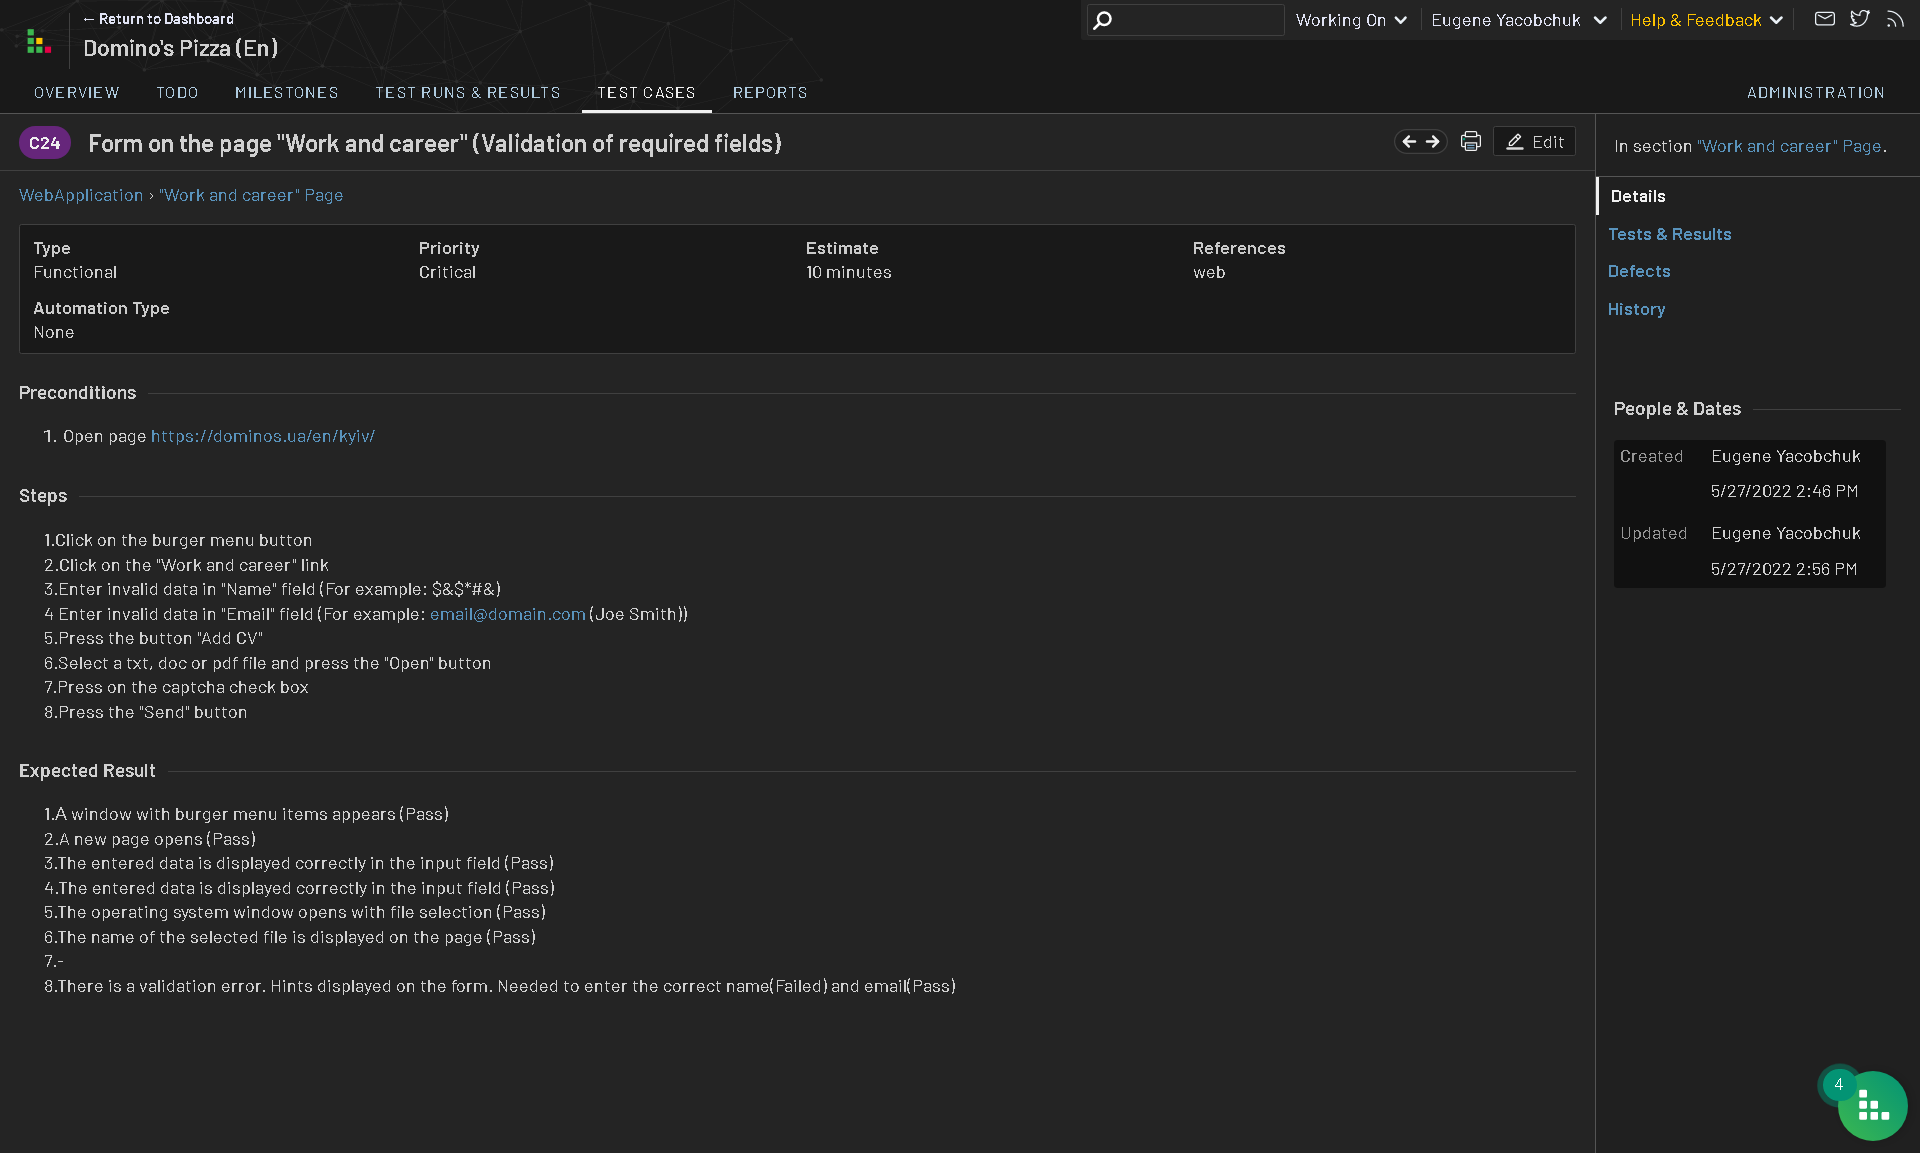 ← Return to Dashboard
Domino's Pizza (En)
Working On
Eugene Yacobchuk
Help & Feedback
OVERVIEW TODO MILESTONES TEST RUNS & RESULTS TEST CASES REPORTS ADMINISTRATION
C24 Form on the page "Work and career" (Validation of required fields)
Edit
In section "Work and career" Page.
WebApplication › "Work and career" Page
Details
Tests & Results
Defects
History
Type Priority Estimate References
Functional Critical 10 minutes web
Automation Type
None
Preconditions
1. Open page https://dominos.ua/en/kyiv/
Steps
1.Click on the burger menu button
2.Click on the "Work and career" link
3.Enter invalid data in "Name" field (For example: $&$*#&)
4 Enter invalid data in "Email" field (For example: email@domain.com (Joe Smith))
5.Press the button "Add CV"
6.Select a txt, doc or pdf file and press the "Open" button
7.Press on the captcha check box
8.Press the "Send" button
Expected Result
1.A window with burger menu items appears (Pass)
2.A new page opens (Pass)
3.The entered data is displayed correctly in the input field (Pass)
4.The entered data is displayed correctly in the input field (Pass)
5.The operating system window opens with file selection (Pass)
6.The name of the selected file is displayed on the page (Pass)
7.-
8.There is a validation error. Hints displayed on the form. Needed to enter the correct name(Failed) and email(Pass)
People & Dates
Created Eugene Yacobchuk
5/27/2022 2:46 PM
Updated Eugene Yacobchuk
5/27/2022 2:56 PM
4